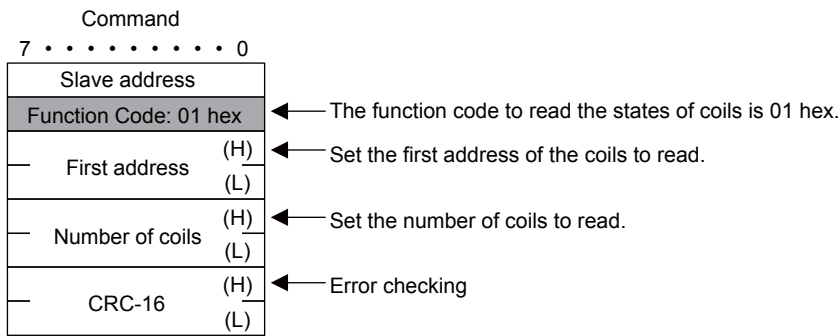 Command
7 • • • • • • • • • 0
Slave address
Function Code: 01 hex
The function code to read the states of coils is 01 hex.
First address
(H)
(L)
Set the first address of the coils to read.
Number of coils
(H)
(L)
Set the number of coils to read.
CRC-16
(H)
(L)
Error checking